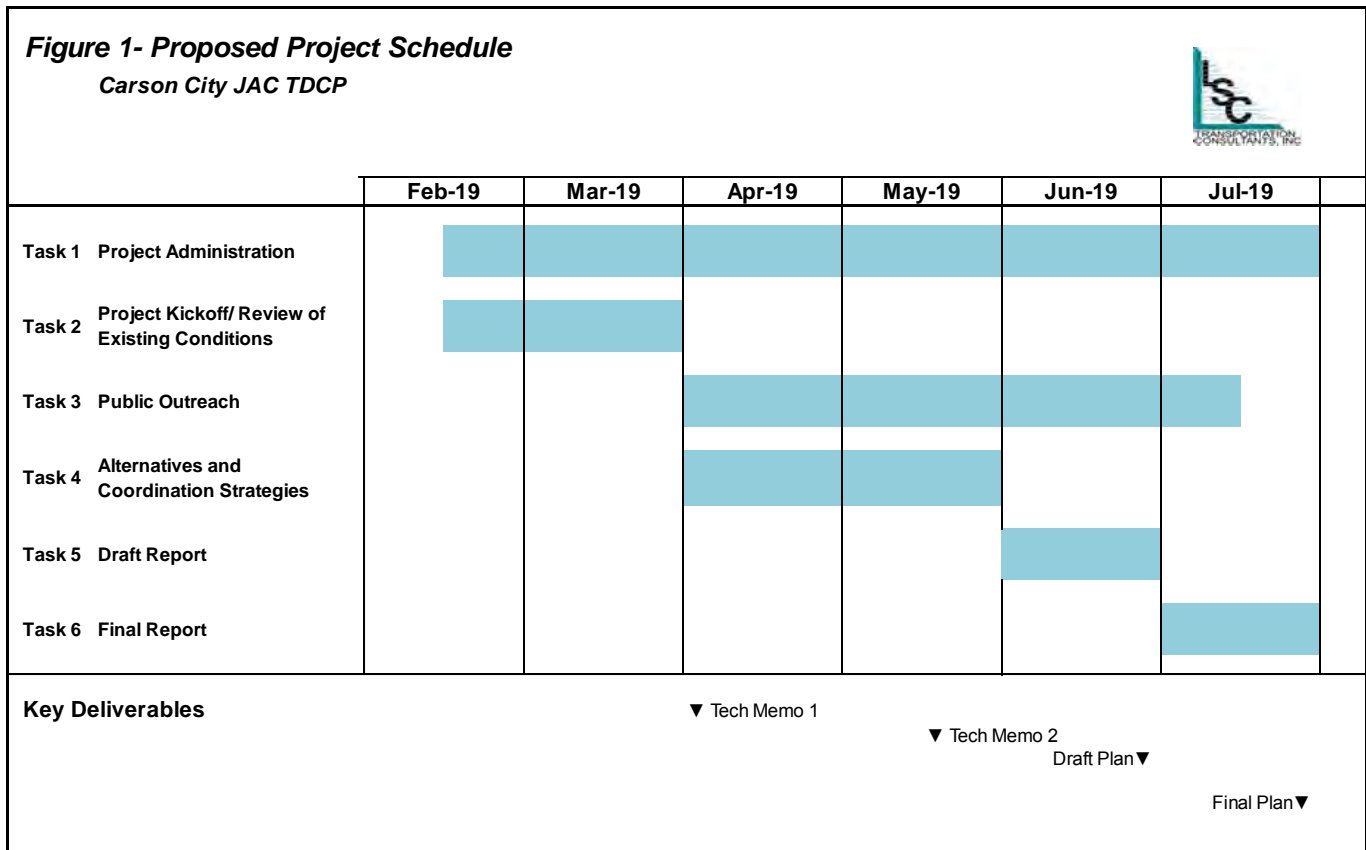 Figure 1- Proposed Project Schedule
Carson City JAC TDCP
LSC
TRANSPORTATION
CONSULTANTS, INC
Feb-19 Mar-19 Apr-19 May-19 Jun-19 Jul-19
Task 1 Project Administration
Task 2 Project Kickoff/ Review of
Existing Conditions
Task 3 Public Outreach
Task 4 Alternatives and
Coordination Strategies
Task 5 Draft Report
Task 6 Final Report
Key Deliverables
▼ Tech Memo 1
▼ Tech Memo 2
Draft Plan▼
Final Plan▼